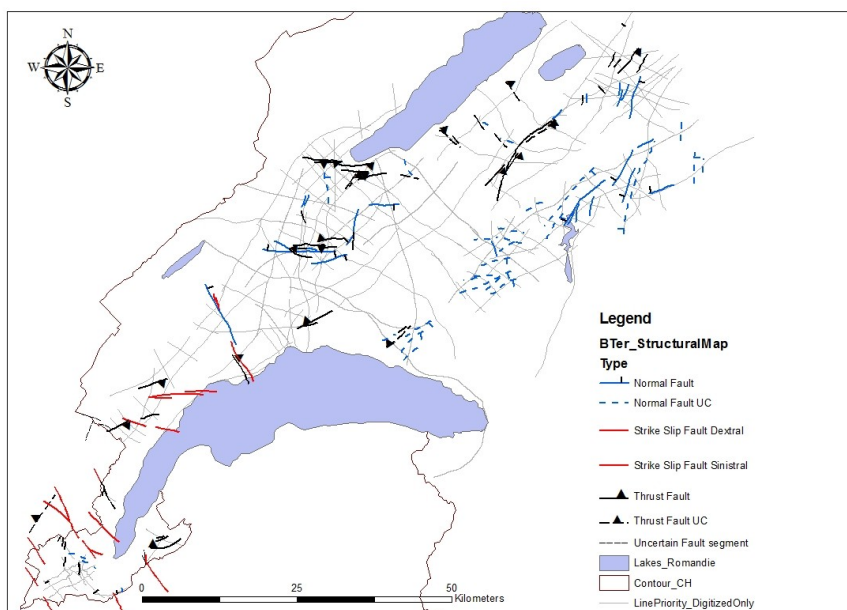 N
W E
S
Legend
BTer_StructuralMap
Type
Normal Fault
Normal Fault UC
Strike Slip Fault Dextral
Strike Slip Fault Sinistral
Thrust Fault
Thrust Fault UC
Uncertain Fault segment
Lakes_Romandie
Contour_CH
LinePriority_DigitizedOnly
0 25 50
Kilometers